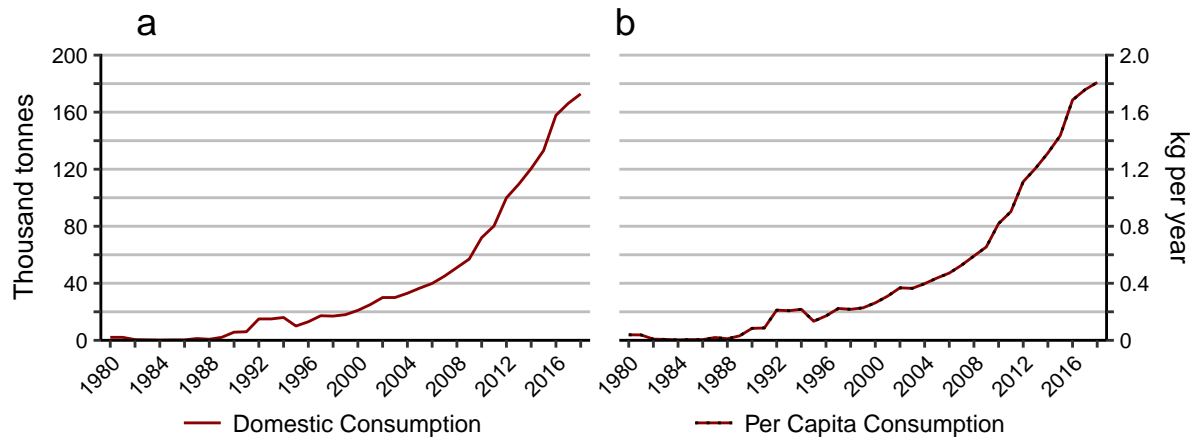 a b
200
160
120
80
40
0
Thousand tonnes
1980 1984 1988 1992 1996 2000 2004 2008 2012 2016
2.0
1.6
1.2
0.8
0.4
0
kg per year
1980 1984 1988 1992 1996 2000 2004 2008 2012 2016
Domestic Consumption
Per Capita Consumption